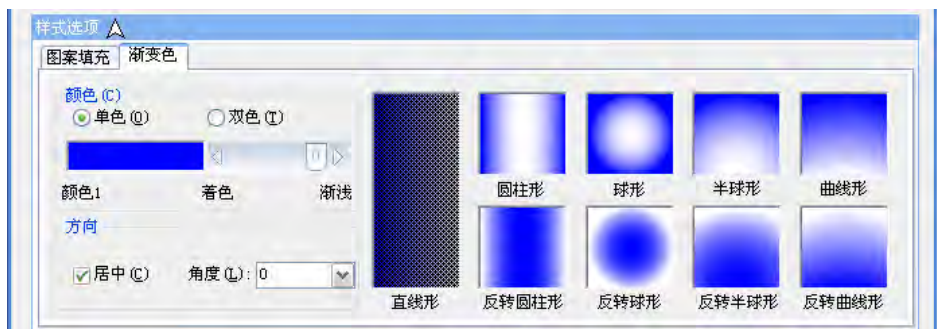 样式选项
图案填充 渐变色
颜色(C)
单色(O) 双色(T)
0
颜色1 着色 渐浅
方向
居中(C) 角度(L): 0
圆柱形 球形 半球形 曲线形
直线形 反转圆柱形 反转球形 反转半球形 反转曲线形